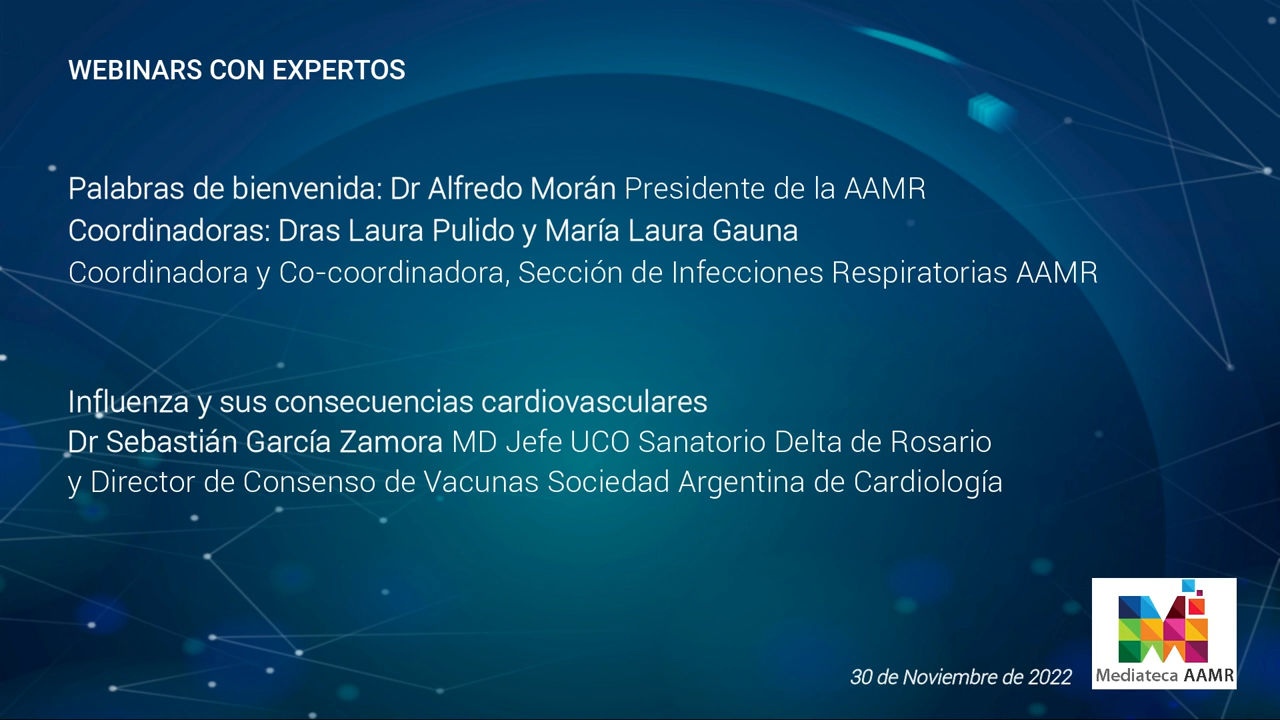 WEBINARS CON EXPERTOS
Palabras de bienvenida: Dr Alfredo Morán Presidente de la AAMR
Coordinadoras: Dras Laura Pulido y María Laura Gauna
Coordinadora y Co-coordinadora, Sección de Infecciones Respiratorias AAMR
Influenza y sus consecuencias cardiovasculares
Dr Sebastián García Zamora MD Jefe UCO Sanatorio Delta de Rosario
y Director de Consenso de Vacunas Sociedad Argentina de Cardiología
30 de Noviembre de 2022
Mediateca AAMR